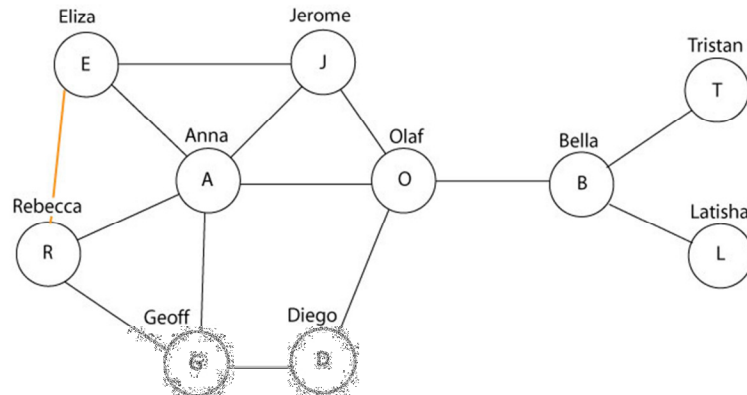 Eliza
Jerome
E
J
Tristan
T
Anna
Olaf
Bella
A
O
B
Rebecca
R
Latisha
L
Geoff
Diego
G
D